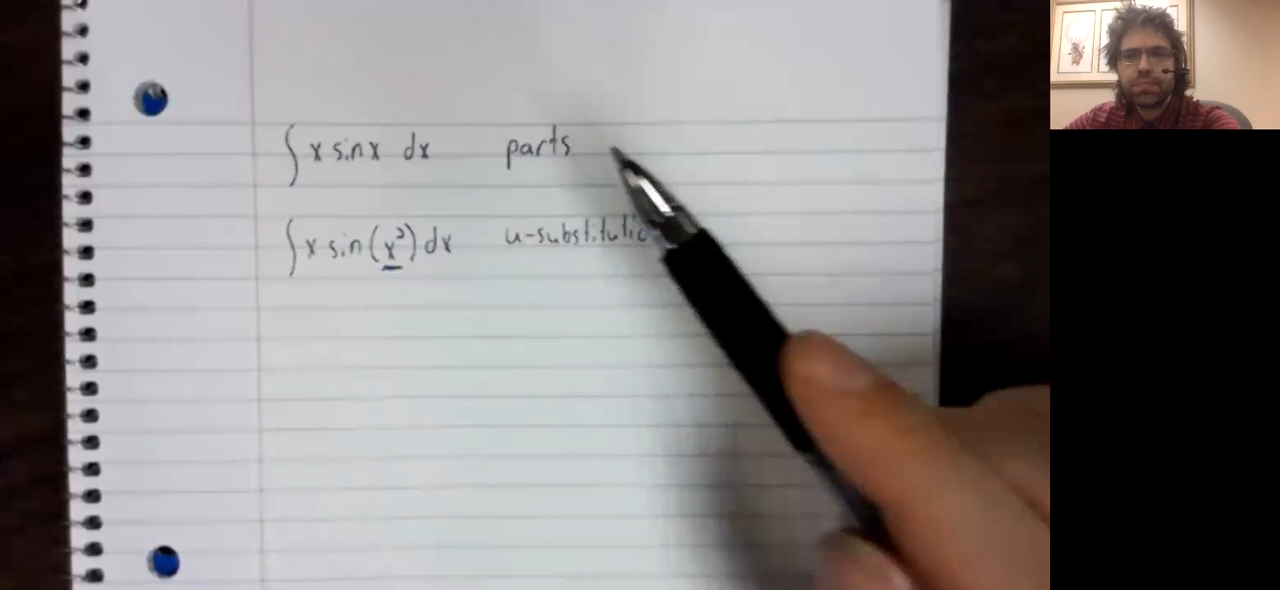 ∫ x sin x dx parts
∫ x sin(x²) dx u-substitutio